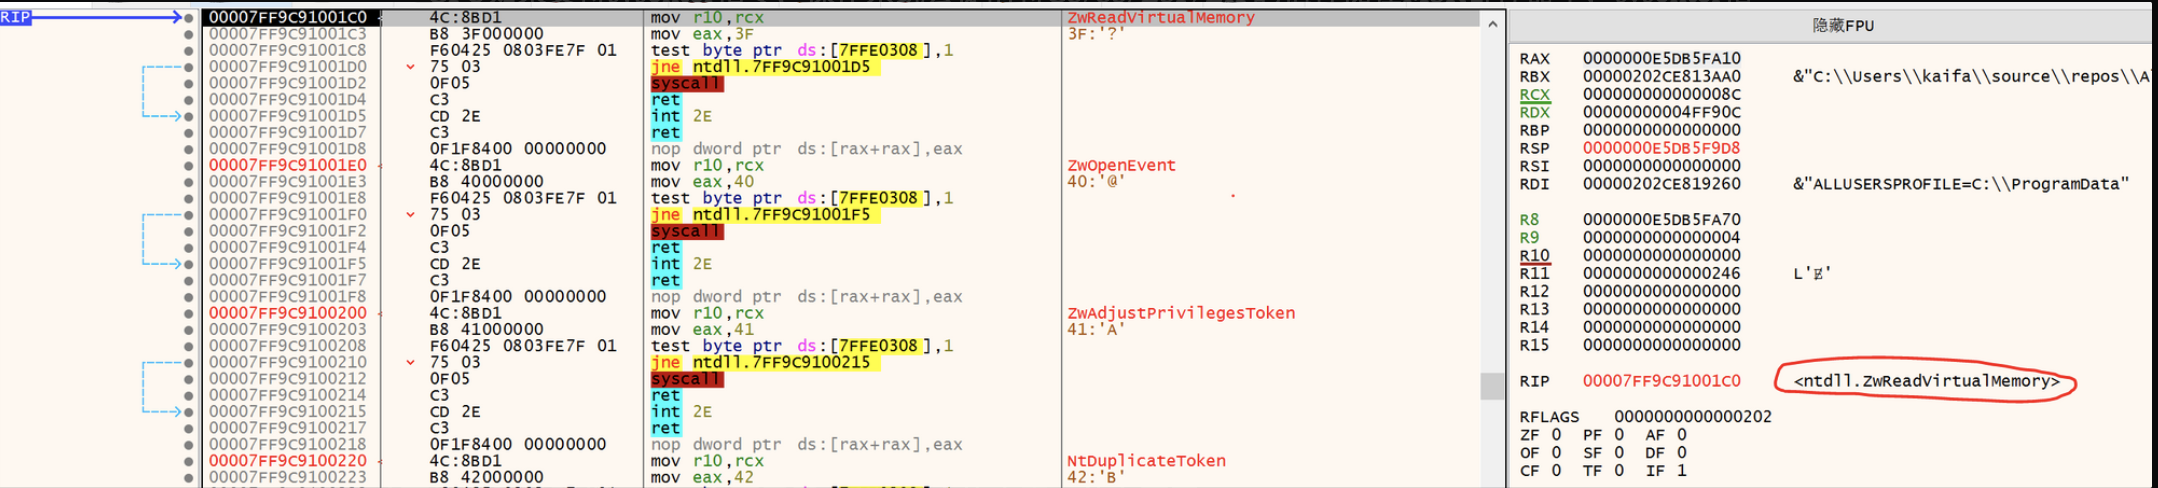 RIP 00007FF9C91001C0 4C:8BD1 mov r10,rcx ZwReadVirtualMemory
00007FF9C91001C3 B8 3F000000 mov eax,3F 3F:'?'
00007FF9C91001C8 F60425 0803FE7F 01 test byte ptr ds:[7FFE0308],1
00007FF9C91001D0 75 03 jne ntdll.7FF9C91001D5
00007FF9C91001D2 0F05 syscall
00007FF9C91001D4 C3 ret
00007FF9C91001D5 CD 2E int 2E
00007FF9C91001D7 C3 ret
00007FF9C91001D8 0F1F8400 00000000 nop dword ptr ds:[rax+rax],eax
00007FF9C91001E0 4C:8BD1 mov r10,rcx ZwOpenEvent
00007FF9C91001E3 B8 40000000 mov eax,40 40:'@'
00007FF9C91001E8 F60425 0803FE7F 01 test byte ptr ds:[7FFE0308],1
00007FF9C91001F0 75 03 jne ntdll.7FF9C91001F5
00007FF9C91001F2 0F05 syscall
00007FF9C91001F4 C3 ret
00007FF9C91001F5 CD 2E int 2E
00007FF9C91001F7 C3 ret
00007FF9C91001F8 0F1F8400 00000000 nop dword ptr ds:[rax+rax],eax
00007FF9C9100200 4C:8BD1 mov r10,rcx ZwAdjustPrivilegesToken
00007FF9C9100203 B8 41000000 mov eax,41 41:'A'
00007FF9C9100208 F60425 0803FE7F 01 test byte ptr ds:[7FFE0308],1
00007FF9C9100210 75 03 jne ntdll.7FF9C9100215
00007FF9C9100212 0F05 syscall
00007FF9C9100214 C3 ret
00007FF9C9100215 CD 2E int 2E
00007FF9C9100217 C3 ret
00007FF9C9100218 0F1F8400 00000000 nop dword ptr ds:[rax+rax],eax
00007FF9C9100220 4C:8BD1 mov r10,rcx NtDuplicateToken
00007FF9C9100223 B8 42000000 mov eax,42 42:'B'
隐藏FPU
RAX 0000000E5DB5FA10
RBX 00000202CE813AA0 &"C:\\Users\\kaifa\\source\\repos\\A
RCX 000000000000008C
RDX 00000000004FF90C
RBP 0000000000000000
RSP 0000000E5DB5F9D8
RSI 0000000000000000
RDI 00000202CE819260 &"ALLUSERSPROFILE=C:\\ProgramData"
R8 0000000E5DB5FA70
R9 0000000000000004
R10 0000000000000000
R11 0000000000000246
R12 0000000000000000
R13 0000000000000000
R14 0000000000000000
R15 0000000000000000
RIP 00007FF9C91001C0 <ntdll.ZwReadVirtualMemory>
RFLAGS 0000000000000202
ZF 0 PF 0 AF 0
OF 0 SF 0 DF 0
CF 0 TF 0 IF 1